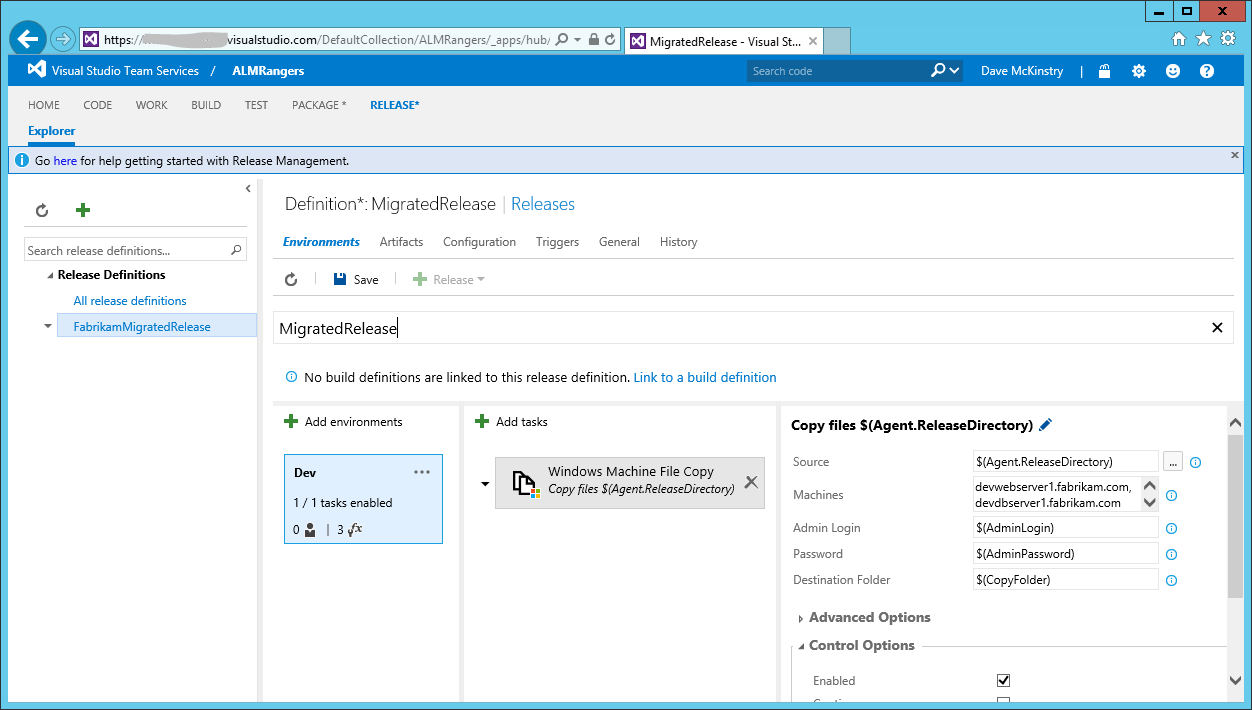 https://
visualstudio.com/DefaultCollection/ALMRangers/_apps/hub/
MigratedRelease - Visual St...
Visual Studio Team Services / ALMRangers
Search code
Dave McKinstry
HOME CODE WORK BUILD TEST PACKAGE * RELEASE*
Explorer
Go here for help getting started with Release Management.
Search release definitions...
Release Definitions
All release definitions
FabrikamMigratedRelease
Definition*: MigratedRelease | Releases
Environments Artifacts Configuration Triggers General History
Save
Release
MigratedRelease
No build definitions are linked to this release definition. Link to a build definition
Add environments
Dev
1 / 1 tasks enabled
0 | 3 fx
Add tasks
Windows Machine File Copy
Copy files $(Agent.ReleaseDirectory)
Copy files $(Agent.ReleaseDirectory)
Source $(Agent.ReleaseDirectory) ...
Machines devwebserver1.fabrikam.com,
devdbserver1.fabrikam.com
Admin Login $(AdminLogin)
Password $(AdminPassword)
Destination Folder $(CopyFolder)
Advanced Options
Control Options
Enabled